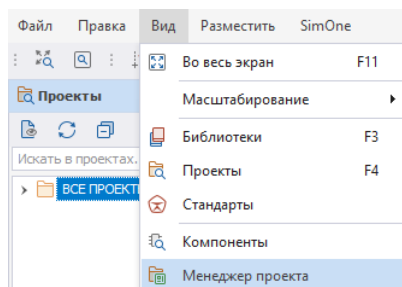 Файл Правка Вид Разместить SimOne
Во весь экран F11
Проекты
Масштабирование
Библиотеки F3
Искать в проектах.
Проекты F4
ВСЕ
Стандарты
Компоненты
Менеджер проекта